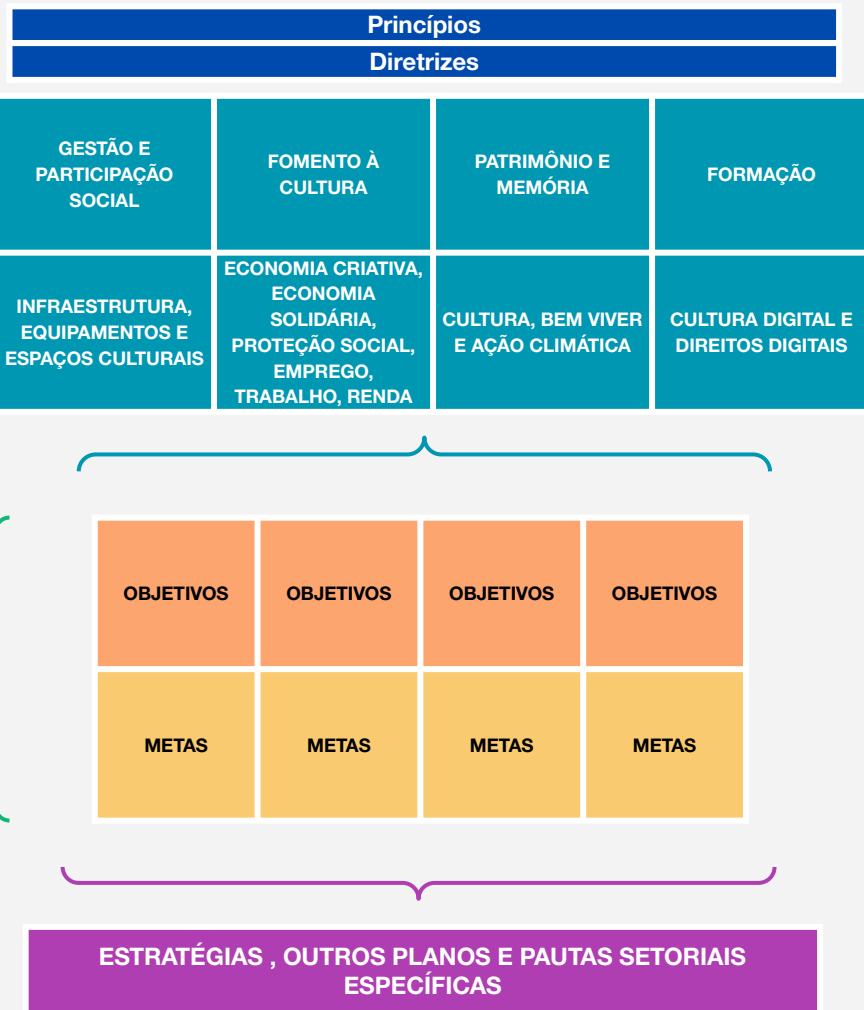 Princípios
Diretrizes
GESTÃO E
PARTICIPAÇÃO
SOCIAL
FOMENTO À
CULTURA
PATRIMÔNIO E
MEMÓRIA
FORMAÇÃO
INFRAESTRUTURA,
EQUIPAMENTOS E
ESPAÇOS CULTURAIS
ECONOMIA CRIATIVA,
ECONOMIA
SOLIDÁRIA,
PROTEÇÃO SOCIAL,
EMPREGO,
TRABALHO, RENDA
CULTURA, BEM VIVER
E AÇÃO CLIMÁTICA
CULTURA DIGITAL E
DIREITOS DIGITAIS
OBJETIVOS
OBJETIVOS
OBJETIVOS
OBJETIVOS
METAS
METAS
METAS
METAS
ESTRATÉGIAS , OUTROS PLANOS E PAUTAS SETORIAIS
ESPECÍFICAS